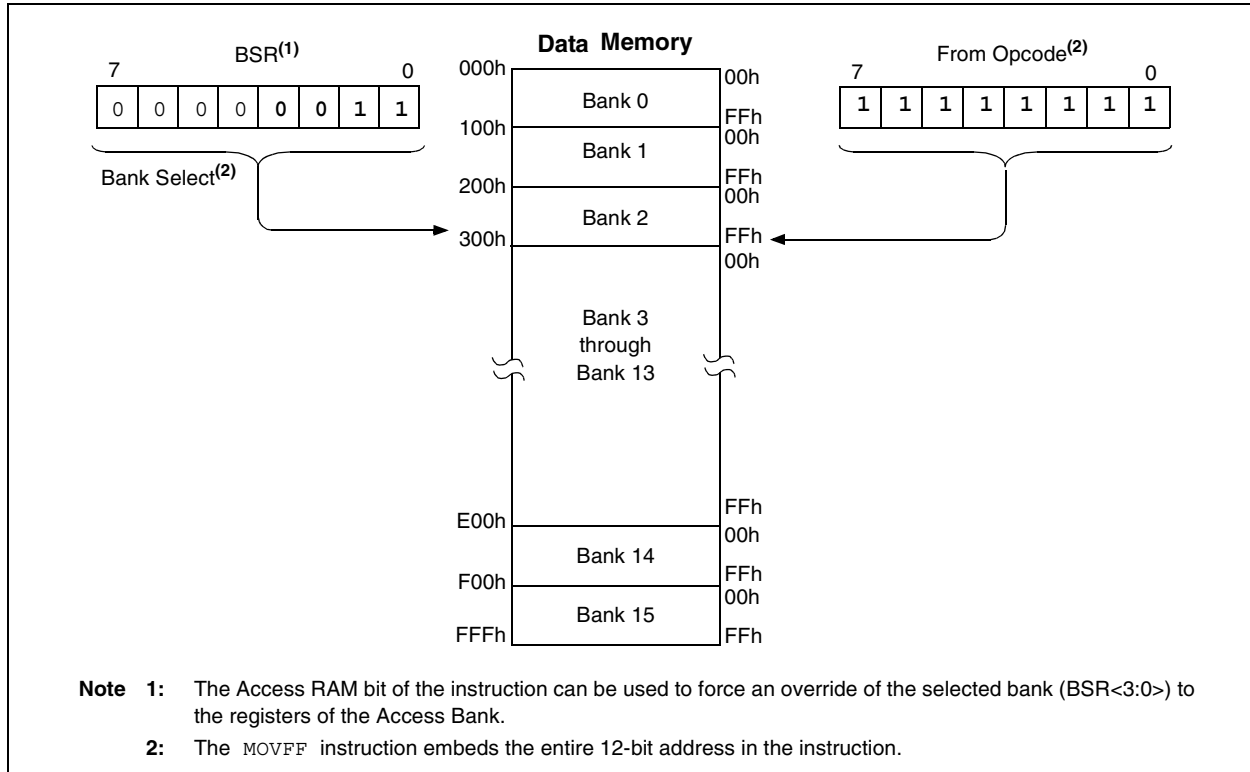 Data Memory
BSR(1)
7 0
0 0 0 0 0 0 1 1
Bank Select(2)
From Opcode(2)
7 0
1 1 1 1 1 1 1 1
000h
00h
Bank 0
FFh
100h
00h
Bank 1
FFh
200h
00h
Bank 2
FFh
300h
00h
Bank 3
through
Bank 13
FFh
E00h
00h
Bank 14
FFh
F00h
00h
Bank 15
FFFh
FFh
Note 1: The Access RAM bit of the instruction can be used to force an override of the selected bank (BSR<3:0>) to
the registers of the Access Bank.
2: The MOVFF instruction embeds the entire 12-bit address in the instruction.